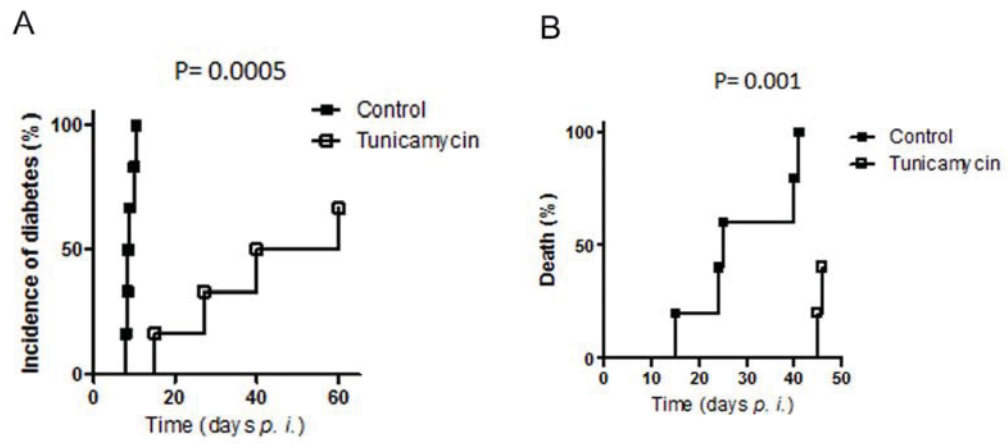 A
P= 0.0005
Control
Tunicamycin
Incidence of diabetes (%)
100
50
0
0 20 40 60
Time (days p. i.)
B
P= 0.001
Control
Tunicamycin
Death (%)
100
50
0
0 10 20 30 40 50
Time (days p. i.)